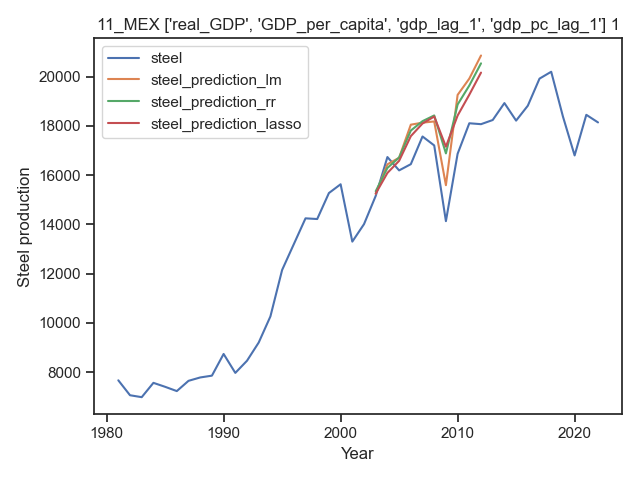 11_MEX ['real_GDP', 'GDP_per_capita', 'gdp_lag_1', 'gdp_pc_lag_1'] 1
steel
steel_prediction_lm
steel_prediction_rr
steel_prediction_lasso
Steel production
20000
18000
16000
14000
12000
10000
8000
1980
1990
2000
2010
2020
Year